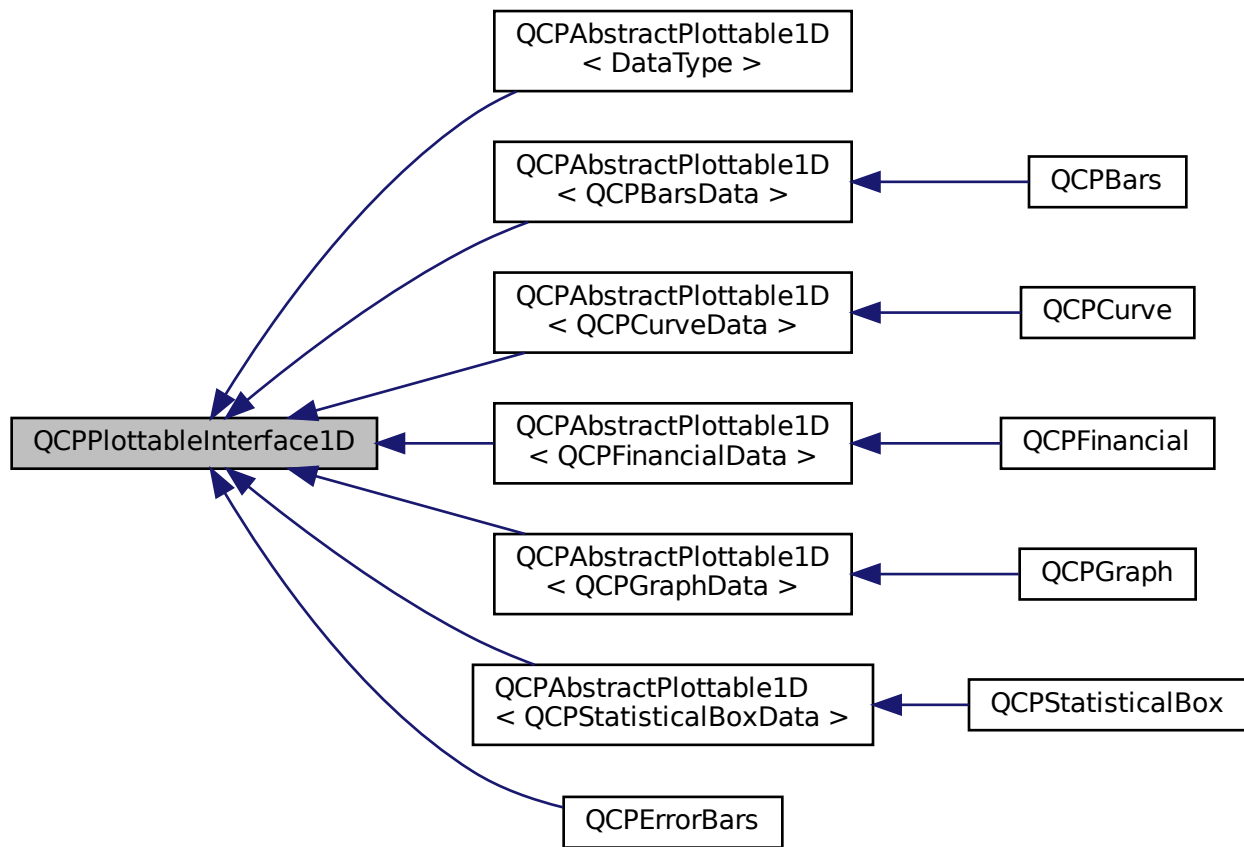 QCPAbstractPlottable1D
< DataType >
QCPAbstractPlottable1D
< QCPBarsData >
QCPBars
QCPAbstractPlottable1D
< QCPCurveData >
QCPCurve
QCPPlottableInterface1D
QCPAbstractPlottable1D
< QCPFinancialData >
QCPFinancial
QCPAbstractPlottable1D
< QCPGraphData >
QCPGraph
QCPAbstractPlottable1D
< QCPStatisticalBoxData >
QCPStatisticalBox
QCPErrorBars